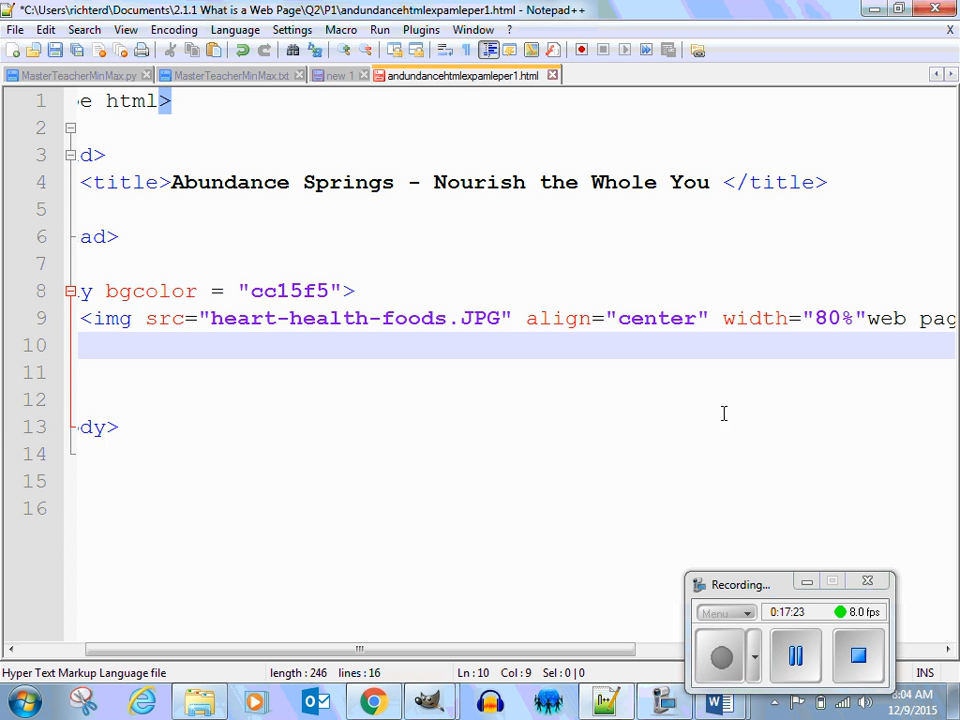 *C:\Users\richterd\Documents\2.1.1 What is a Web Page\Q2\P1\andundancehtmlexpamleper1.html - Notepad++
File Edit Search View Encoding Language Settings Macro Run Plugins Window ? X
MasterTeacherMinMax.py MasterTeacherMinMax.txt new 1 andundancehtmlexpamleper1.html
1 e html>
2
3 d>
4 <title>Abundance Springs - Nourish the Whole You </title>
5
6 ad>
7
8 y bgcolor = "cc15f5">
9 <img src="heart-health-foods.JPG" align="center" width="80%"web pag
10
11
12
13 dy>
14
15
16
Recording...
Menu 0:17:23 8.0 fps
Hyper Text Markup Language file length : 246 lines : 16 Ln : 10 Col : 9 Sel : 0 | 0 INS
8:04 AM
12/9/2015